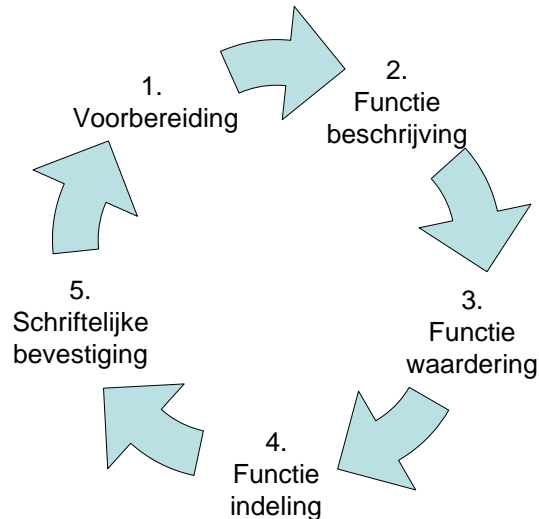 1.
Voorbereiding
2.
Functie
beschrijving
3.
Functie
waardering
4.
Functie
indeling
5.
Schriftelijke
bevestiging